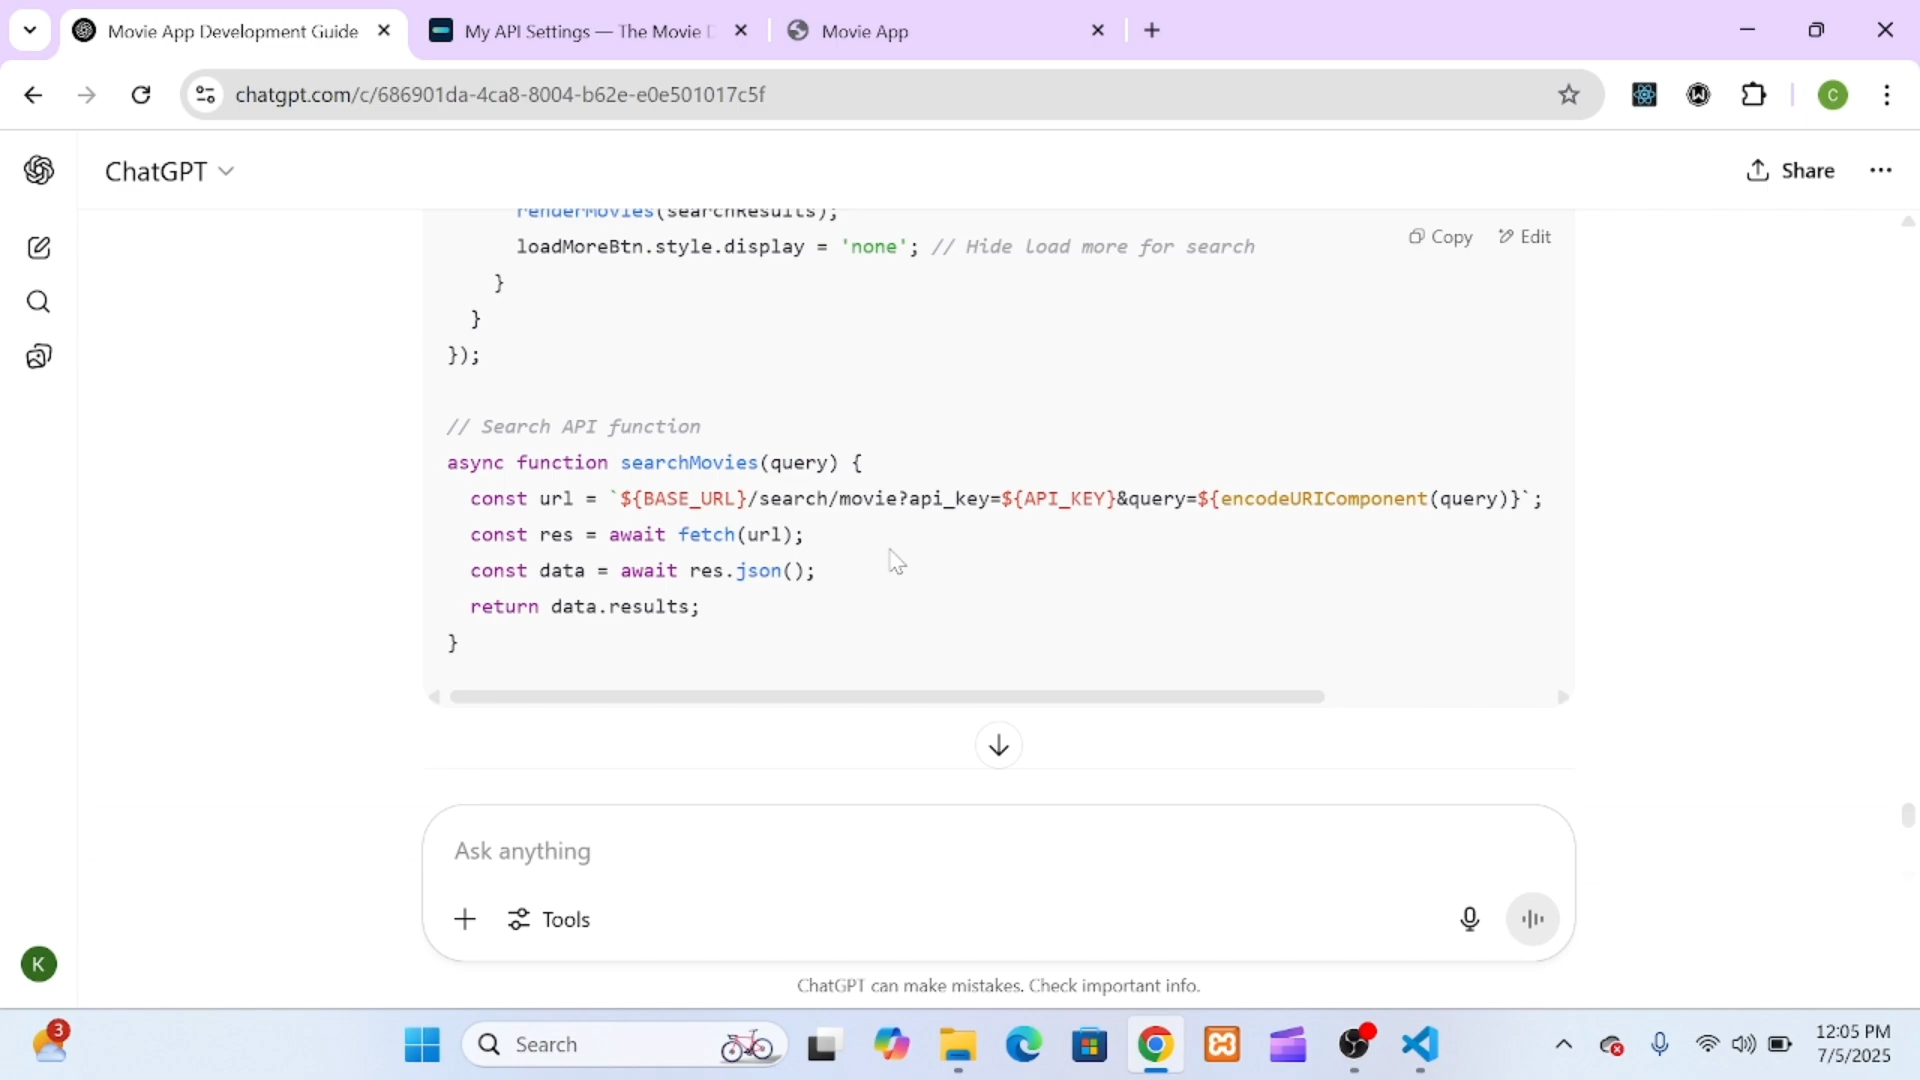 Movie App Development Guide
My API Settings — The Movie D
Movie App
chatgpt.com/c/686901da-4ca8-8004-b62e-e0e501017c5f
C
ChatGPT
Share
renderMovies(searchResults);
loadMoreBtn.style.display = 'none'; // Hide load more for search
Copy
Edit
}
}
});
// Search API function
async function searchMovies(query) {
const url = `${BASE_URL}/search/movie?api_key=${API_KEY}&query=${encodeURIComponent(query)}`;
const res = await fetch(url);
const data = await res.json();
return data.results;
}
Ask anything
Tools
K
ChatGPT can make mistakes. Check important info.
3
Search
12:05 PM
7/5/2025